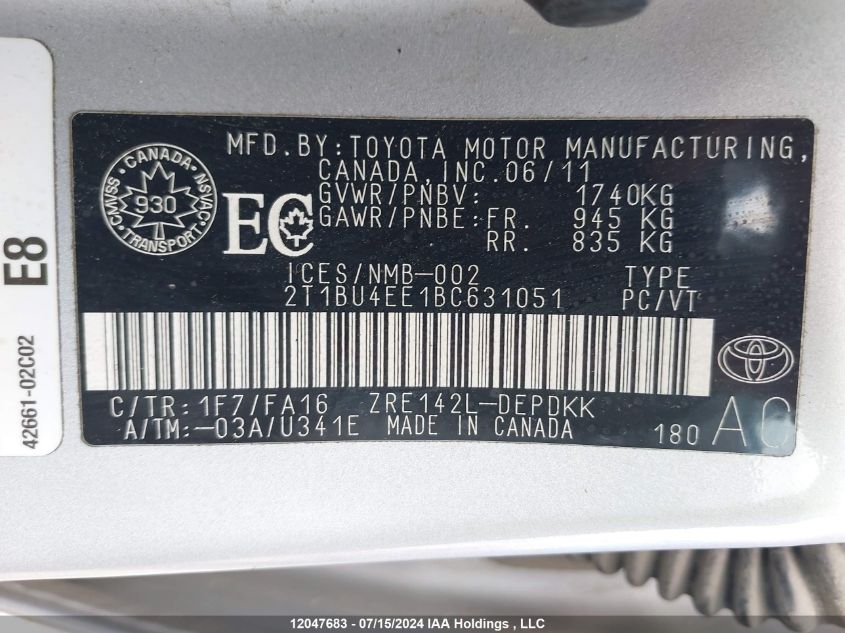 E8
42661-02C02
CMVSS · CANADA · NSVAC
930
· TRANSPORT ·
EC
MFD.BY:TOYOTA MOTOR MANUFACTURING,
CANADA,INC.06/11
GVWR/PNBV: 1740KG
GAWR/PNBE:FR. 945 KG
RR. 835 KG
ICES/NMB-002 TYPE
2T1BU4EE1BC631051 PC/VT
C/TR:1F7/FA16 ZRE142L-DEPDKK
A/TM:-03A/U341E MADE IN CANADA 180 AC
12047683 - 07/15/2024 IAA Holdings , LLC